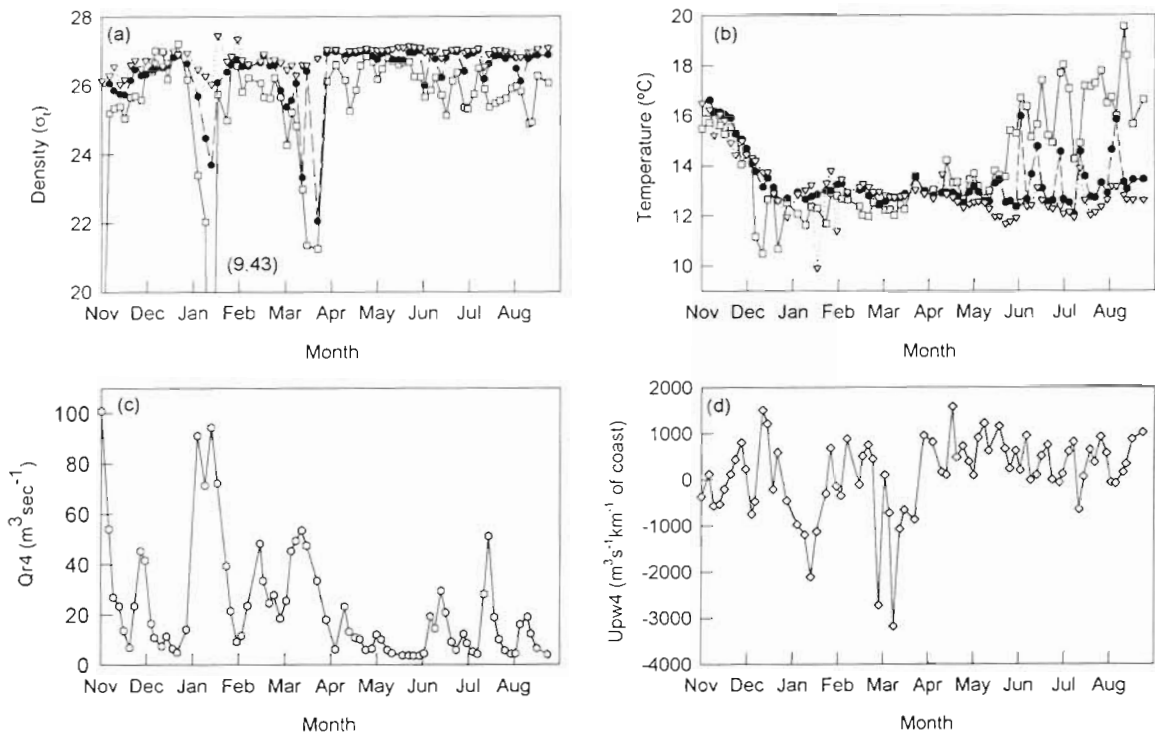 (a)
28
26
24
22
20
Density (σt)
(9.43)
Nov Dec Jan Feb Mar Apr May Jun Jul Aug
Month
(b)
20
18
16
14
12
10
Temperature (ºC)
Nov Dec Jan Feb Mar Apr May Jun Jul Aug
Month
(c)
100
80
60
40
20
0
Qr4 (m³sec⁻¹)
Nov Dec Jan Feb Mar Apr May Jun Jul Aug
Month
(d)
2000
1000
0
-1000
-2000
-3000
-4000
Upw4 (m³s⁻¹km⁻¹ of coast)
Nov Dec Jan Feb Mar Apr May Jun Jul Aug
Month